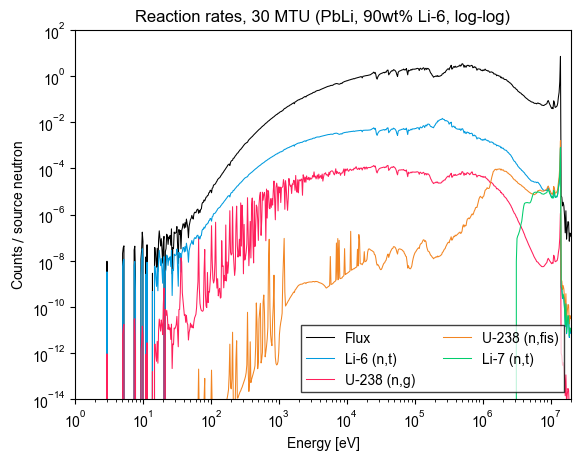 Reaction rates, 30 MTU (PbLi, 90wt% Li-6, log-log)
Counts / source neutron
10^2
10^0
10^-2
10^-4
10^-6
10^-8
10^-10
10^-12
10^-14
10^0 10^1 10^2 10^3 10^4 10^5 10^6 10^7
Energy [eV]
Flux
Li-6 (n,t)
U-238 (n,g)
U-238 (n,fis)
Li-7 (n,t)